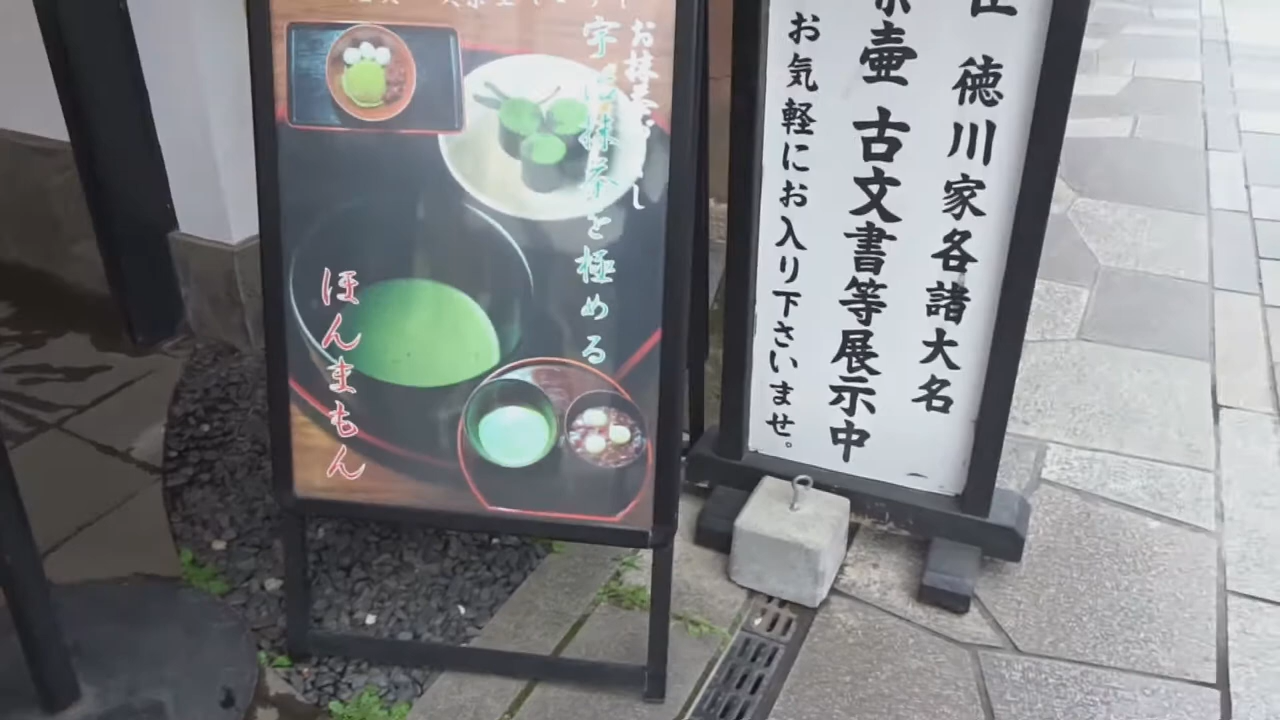 宇治抹茶を極める
ほんまもん
徳川家各諸大名
茶壷 古文書等展示中
お気軽にお入り下さいませ。